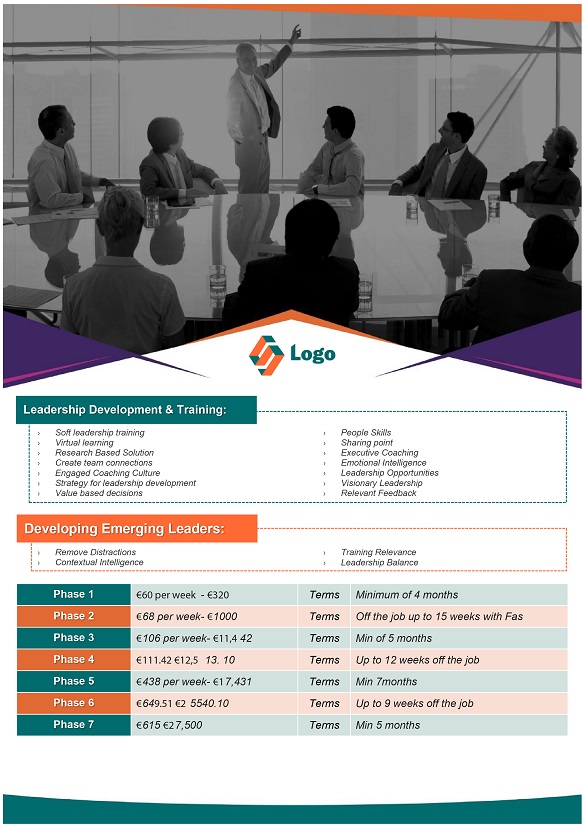 Logo
Leadership Development & Training:
› Soft leadership training
› Virtual learning
› Research Based Solution
› Create team connections
› Engaged Coaching Culture
› Strategy for leadership development
› Value based decisions
› People Skills
› Sharing point
› Executive Coaching
› Emotional Intelligence
› Leadership Opportunities
› Visionary Leadership
› Relevant Feedback
Developing Emerging Leaders:
› Remove Distractions
› Contextual Intelligence
› Training Relevance
› Leadership Balance
Phase 1 €60 per week - €320 Terms Minimum of 4 months
Phase 2 €68 per week- €1000 Terms Off the job up to 15 weeks with Fas
Phase 3 €106 per week- €11,4 42 Terms Min of 5 months
Phase 4 €111.42 €12,5 13. 10 Terms Up to 12 weeks off the job
Phase 5 €438 per week- €17,431 Terms Min 7months
Phase 6 €649.51 €2 5540.10 Terms Up to 9 weeks off the job
Phase 7 €615 €27,500 Terms Min 5 months